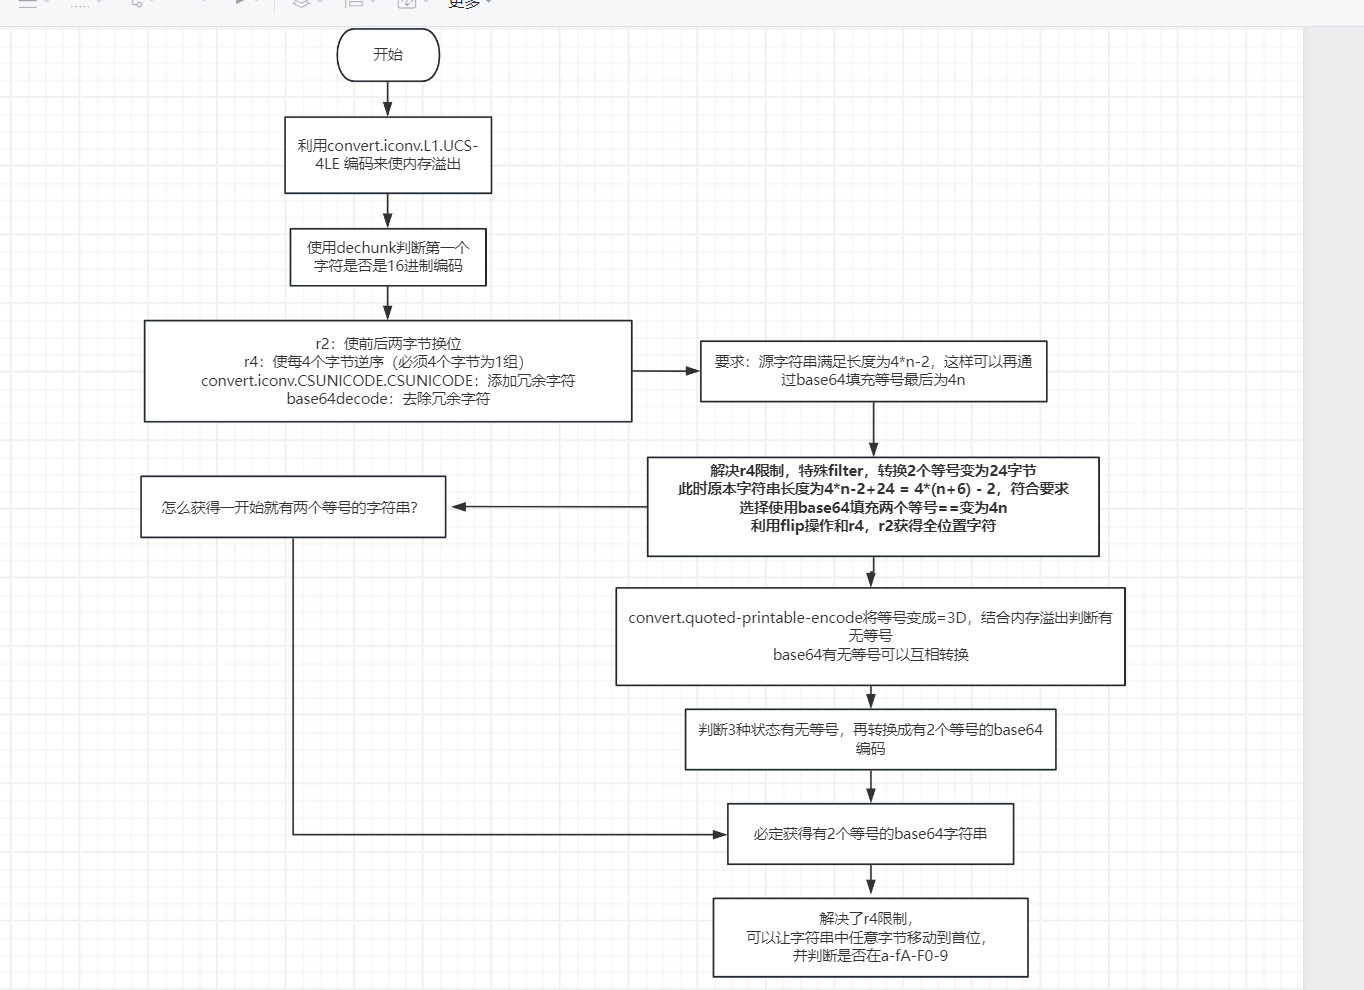 更多
开始
利用convert.iconv.L1.UCS-
4LE 编码来使内存溢出
使用dechunk判断第一个
字符是否是16进制编码
r2：使前后两字节换位
r4：使每4个字节逆序（必须4个字节为1组）
convert.iconv.CSUNICODE.CSUNICODE：添加冗余字符
base64decode：去除冗余字符
要求：源字符串满足长度为4*n-2，这样可以再通
过base64填充等号最后为4n
解决r4限制，特殊filter，转换2个等号变为24字节
此时原本字符串长度为4*n-2+24 = 4*(n+6) - 2，符合要求
选择使用base64填充两个等号==变为4n
利用flip操作和r4，r2获得全位置字符
怎么获得一开始就有两个等号的字符串？
convert.quoted-printable-encode将等号变成=3D，结合内存溢出判断有
无等号
base64有无等号可以互相转换
判断3种状态有无等号，再转换成有2个等号的base64
编码
必定获得有2个等号的base64字符串
解决了r4限制，
可以让字符串中任意字节移动到首位，
并判断是否在a-fA-F0-9